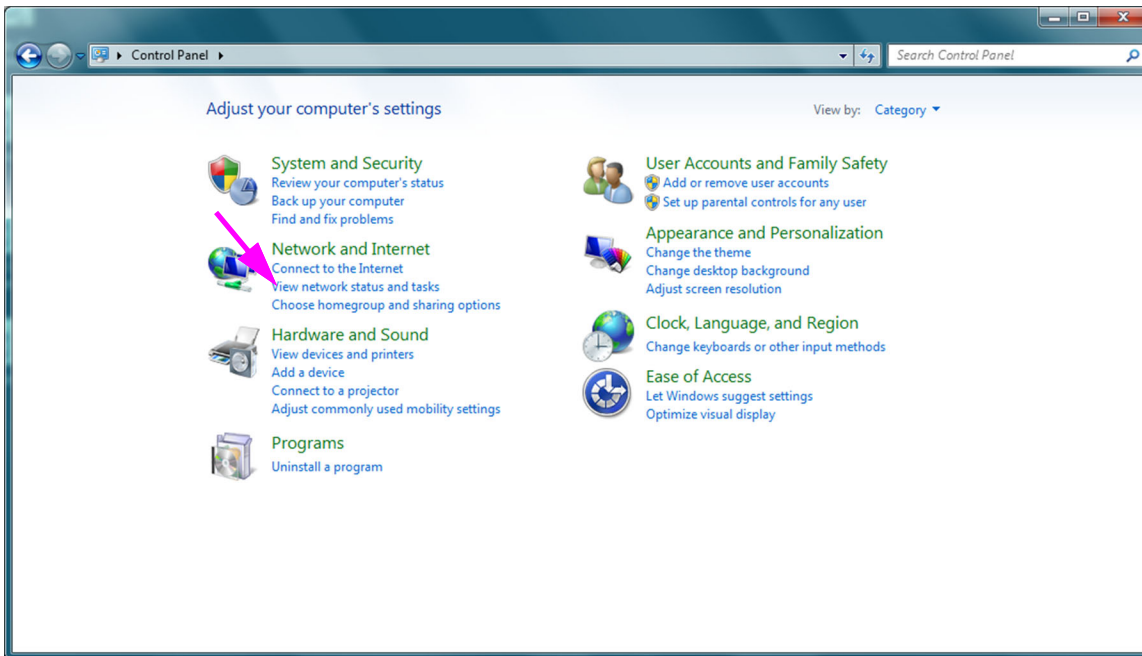 Control Panel
Search Control Panel
Adjust your computer's settings
View by: Category
System and Security
Review your computer's status
Back up your computer
Find and fix problems
Network and Internet
Connect to the Internet
View network status and tasks
Choose homegroup and sharing options
Hardware and Sound
View devices and printers
Add a device
Connect to a projector
Adjust commonly used mobility settings
Programs
Uninstall a program
User Accounts and Family Safety
Add or remove user accounts
Set up parental controls for any user
Appearance and Personalization
Change the theme
Change desktop background
Adjust screen resolution
Clock, Language, and Region
Change keyboards or other input methods
Ease of Access
Let Windows suggest settings
Optimize visual display